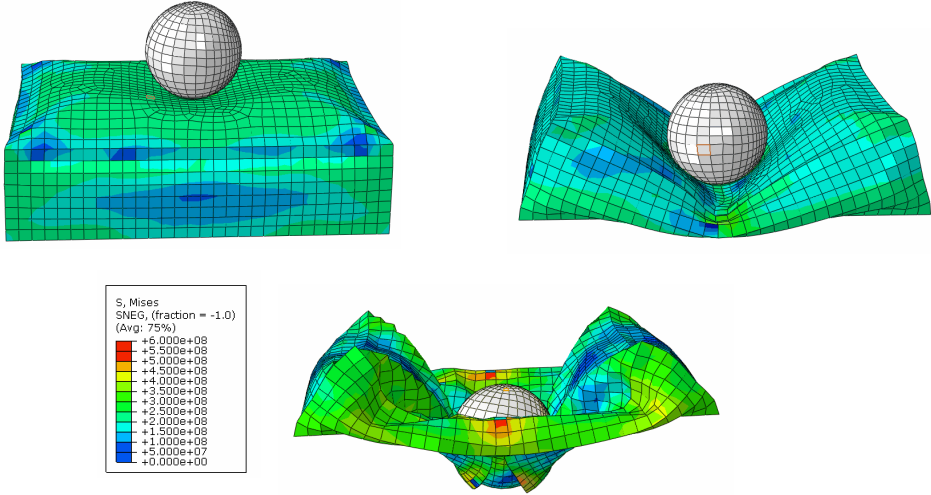 S, Mises
SNEG, (fraction = -1.0)
(Avg: 75%)
+6.000e+08
+5.500e+08
+5.000e+08
+4.500e+08
+4.000e+08
+3.500e+08
+3.000e+08
+2.500e+08
+2.000e+08
+1.500e+08
+1.000e+08
+5.000e+07
+0.000e+00